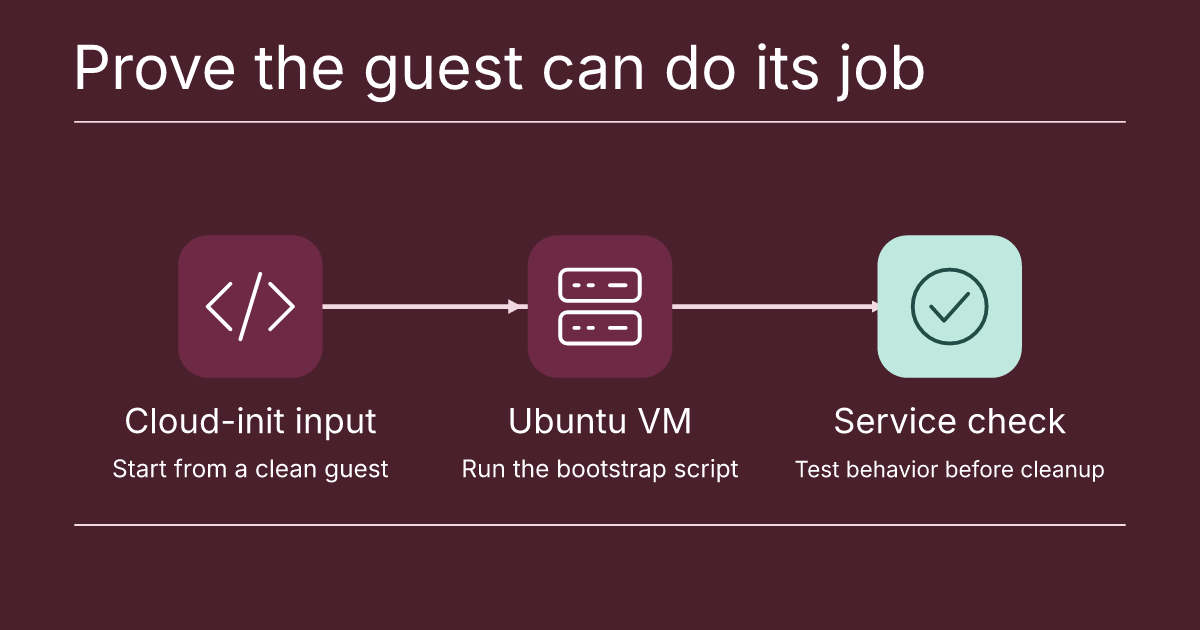 Prove the guest can do its job
Cloud-init input
Start from a clean guest
Ubuntu VM
Run the bootstrap script
Service check
Test behavior before cleanup